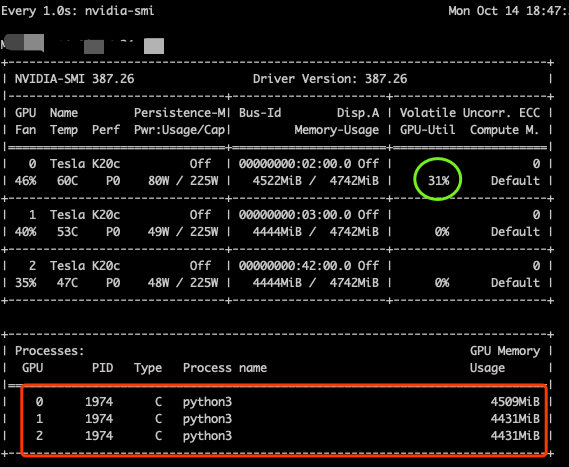 Every 1.0s: nvidia-smi Mon Oct 14 18:47:
NVIDIA-SMI 387.26 Driver Version: 387.26
GPU Name Persistence-M| Bus-Id Disp.A | Volatile Uncorr. ECC
Fan Temp Perf Pwr:Usage/Cap| Memory-Usage | GPU-Util Compute M.
0 Tesla K20c Off | 00000000:02:00.0 Off | 0
46% 60C P0 80W / 225W | 4522MiB / 4742MiB | 31% Default
1 Tesla K20c Off | 00000000:03:00.0 Off | 0
40% 53C P0 49W / 225W | 4444MiB / 4742MiB | 0% Default
2 Tesla K20c Off | 00000000:42:00.0 Off | 0
35% 47C P0 48W / 225W | 4444MiB / 4742MiB | 0% Default
Processes: GPU Memory
GPU PID Type Process name Usage
0 1974 C python3 4509MiB
1 1974 C python3 4431MiB
2 1974 C python3 4431MiB